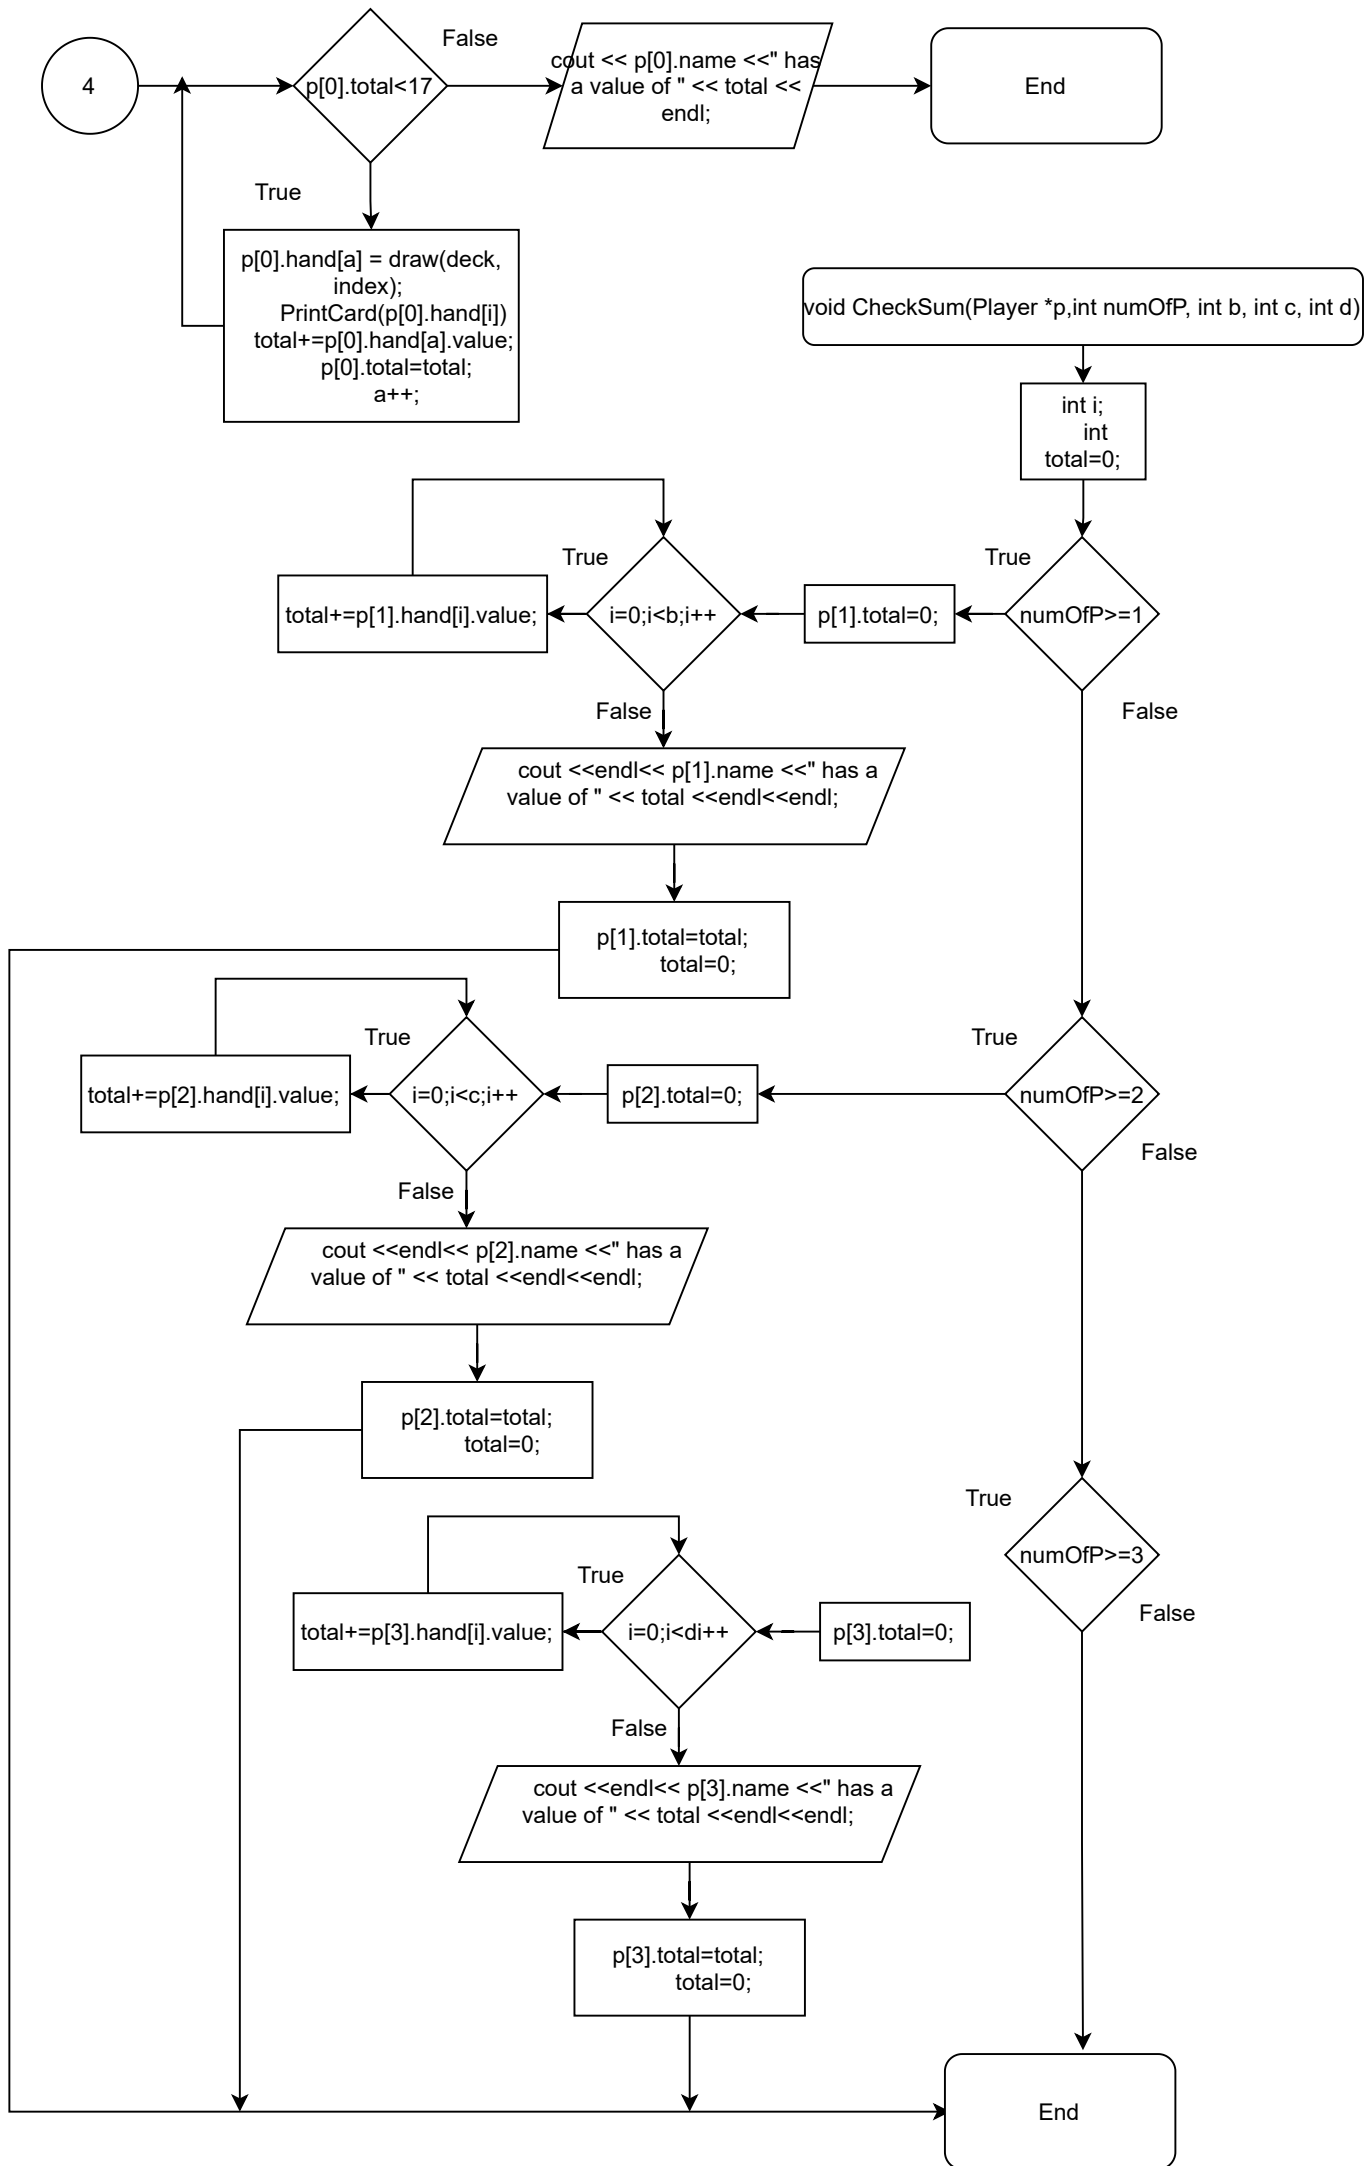 4
p[0].total<17
False
cout << p[0].name <<" has
a value of " << total <<
endl;
End
True
p[0].hand[a] = draw(deck,
index);
PrintCard(p[0].hand[i])
total+=p[0].hand[a].value;
p[0].total=total;
a++;
void CheckSum(Player *p,int numOfP, int b, int c, int d)
int i;
int
total=0;
True
numOfP>=1
False
p[1].total=0;
i=0;i<b;i++
True
total+=p[1].hand[i].value;
False
cout <<endl<< p[1].name <<" has a
value of " << total <<endl<<endl;
p[1].total=total;
total=0;
True
numOfP>=2
False
p[2].total=0;
i=0;i<c;i++
True
total+=p[2].hand[i].value;
False
cout <<endl<< p[2].name <<" has a
value of " << total <<endl<<endl;
p[2].total=total;
total=0;
True
numOfP>=3
False
p[3].total=0;
i=0;i<di++
True
total+=p[3].hand[i].value;
False
cout <<endl<< p[3].name <<" has a
value of " << total <<endl<<endl;
p[3].total=total;
total=0;
End